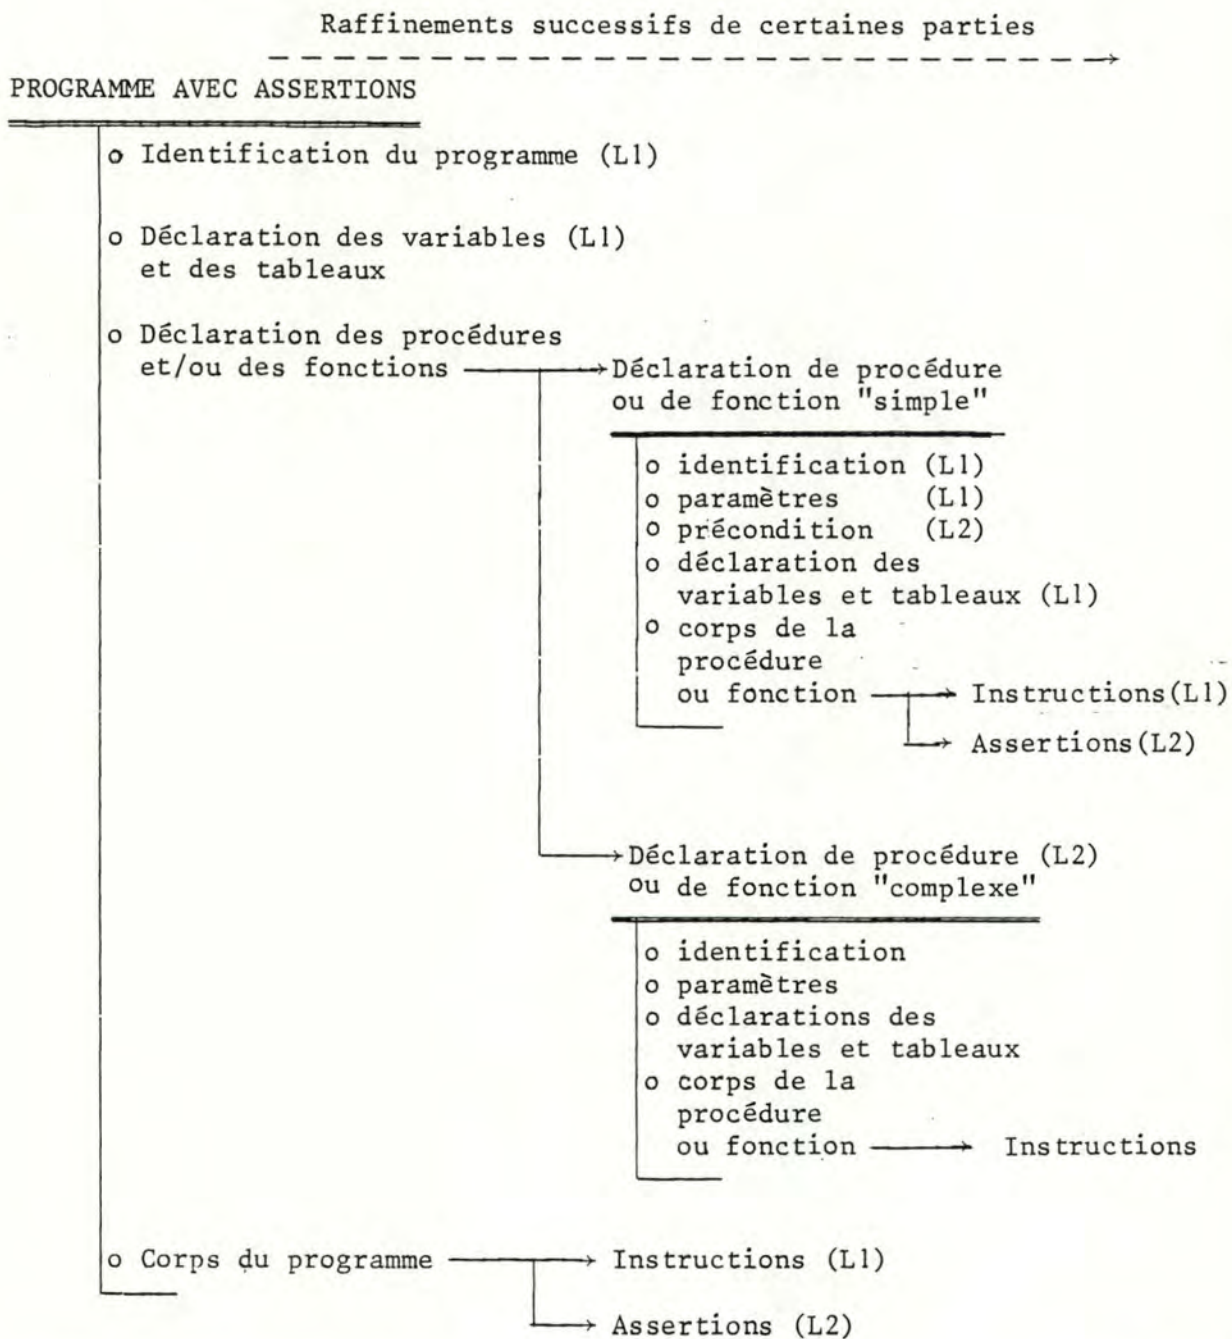 Raffinements successifs de certaines parties
PROGRAMME AVEC ASSERTIONS
o Identification du programme (L1)
o Déclaration des variables (L1)
et des tableaux
o Déclaration des procédures
et/ou des fonctions
Déclaration de procédure
ou de fonction "simple"
o identification (L1)
o paramètres (L1)
o précondition (L2)
o déclaration des
variables et tableaux (L1)
o corps de la
procédure
ou fonction
Instructions(L1)
Assertions(L2)
Déclaration de procédure (L2)
ou de fonction "complexe"
o identification
o paramètres
o déclarations des
variables et tableaux
o corps de la
procédure
ou fonction
Instructions
o Corps du programme
Instructions (L1)
Assertions (L2)